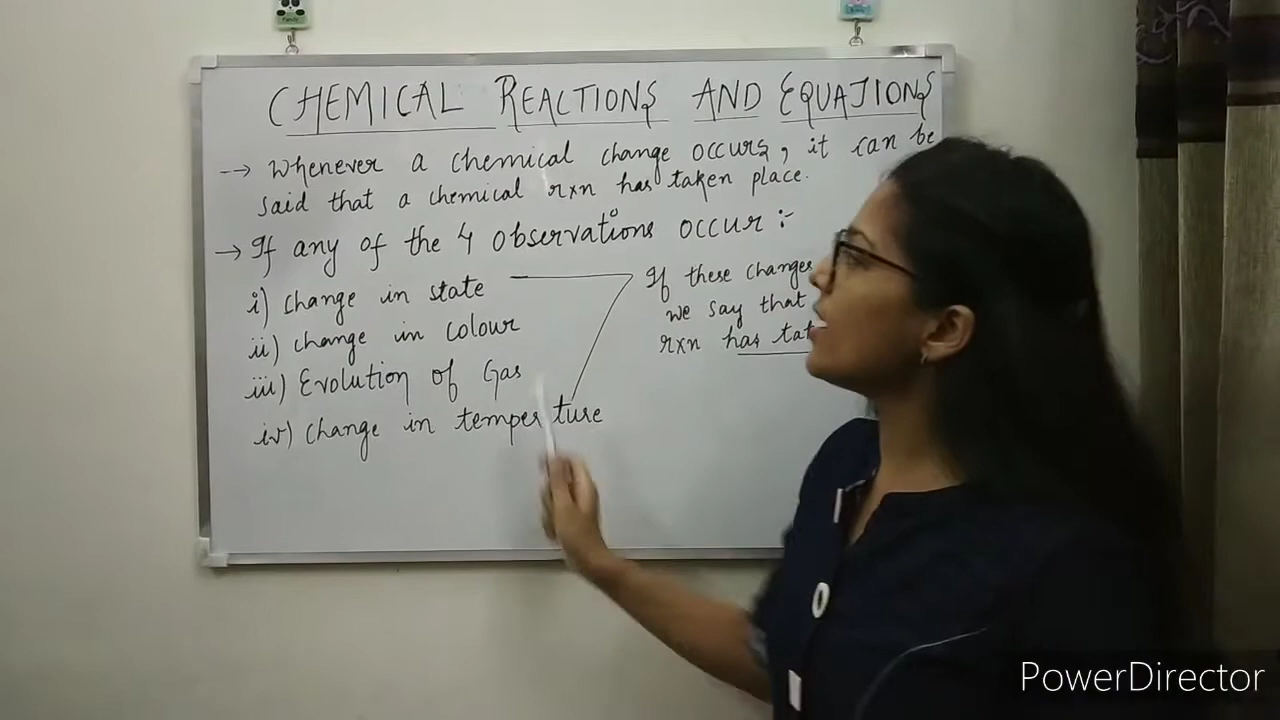 CHEMICAL REACTIONS AND EQUATIONS
→ Whenever a chemical change occurs, it can be
said that a chemical rxn has taken place.
→ If any of the 4 observations occur :-
i) change in state
ii) change in colour
iii) Evolution of Gas
iv) change in temper ture
If these changes
we say that
rxn has
PowerDirector